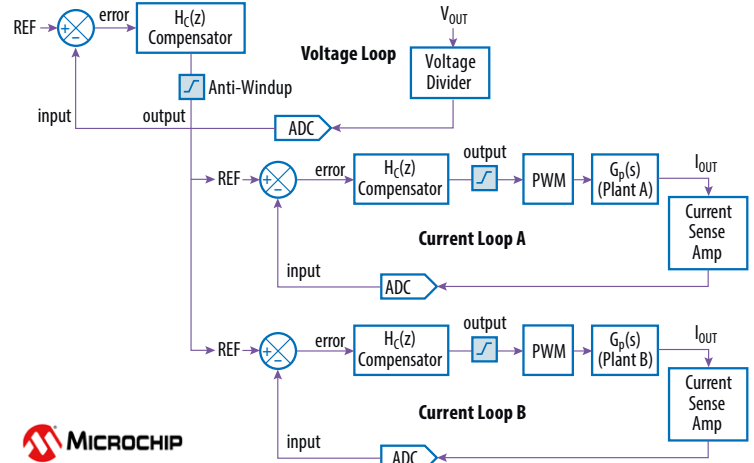 REF
error
H_C(z)
Compensator
Voltage Loop
V_OUT
Voltage
Divider
Anti-Windup
input
output
ADC
REF
error
H_C(z)
Compensator
output
PWM
G_p(s)
(Plant A)
I_OUT
Current
Sense
Amp
Current Loop A
input
ADC
REF
error
H_C(z)
Compensator
output
PWM
G_p(s)
(Plant B)
I_OUT
Current
Sense
Amp
Current Loop B
input
ADC
MICROCHIP